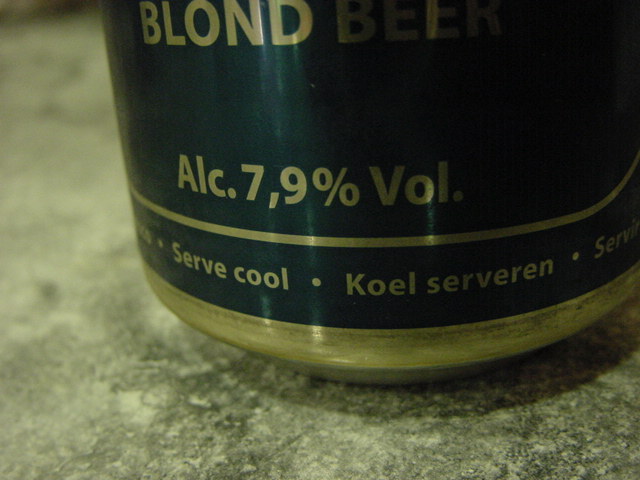 BLOND BEER
Alc. 7,9% Vol.
• Serve cool • Koel serveren •